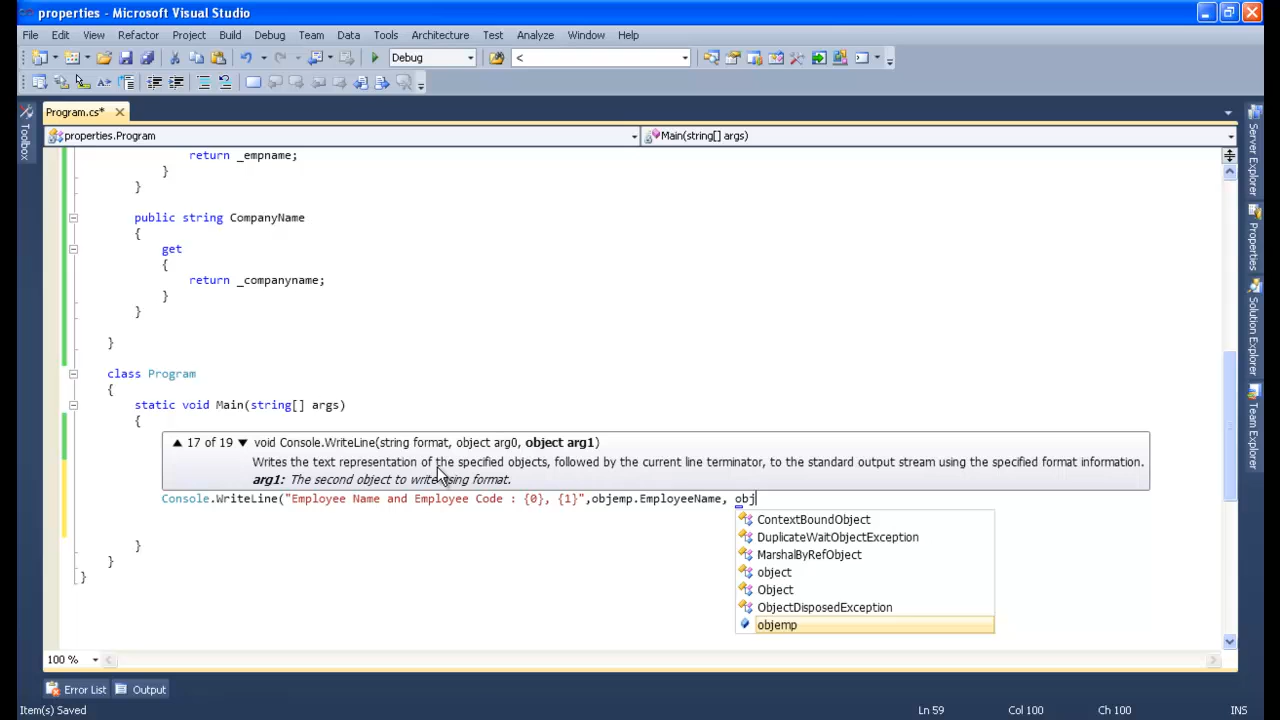 properties - Microsoft Visual Studio
File Edit View Refactor Project Build Debug Team Data Tools Architecture Test Analyze Window Help
Debug <
Program.cs*
properties.Program Main(string[] args)
Toolbox
Server Explorer
Properties
Solution Explorer
Team Explorer
return _empname;
}
}
public string CompanyName
{
get
{
return _companyname;
}
}
}
class Program
{
static void Main(string[] args)
{
17 of 19 void Console.WriteLine(string format, object arg0, object arg1)
Writes the text representation of the specified objects, followed by the current line terminator, to the standard output stream using the specified format information.
arg1: The second object to write using format.
Console.WriteLine("Employee Name and Employee Code : {0}, {1}",objemp.EmployeeName, obj
ContextBoundObject
DuplicateWaitObjectException
MarshalByRefObject
object
Object
ObjectDisposedException
objemp
}
}
}
100 %
Error List Output
Item(s) Saved Ln 59 Col 100 Ch 100 INS